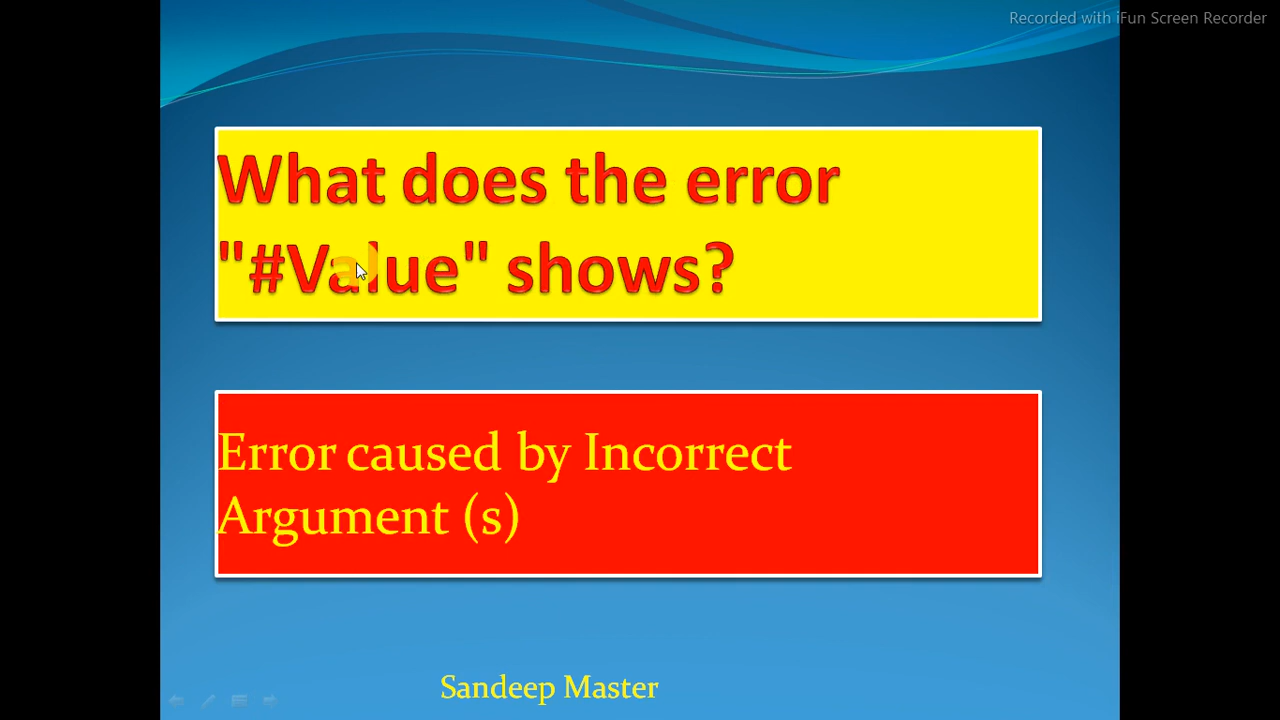 Recorded with iFun Screen Recorder
What does the error
"#Value" shows?
Error caused by Incorrect
Argument (s)
Sandeep Master